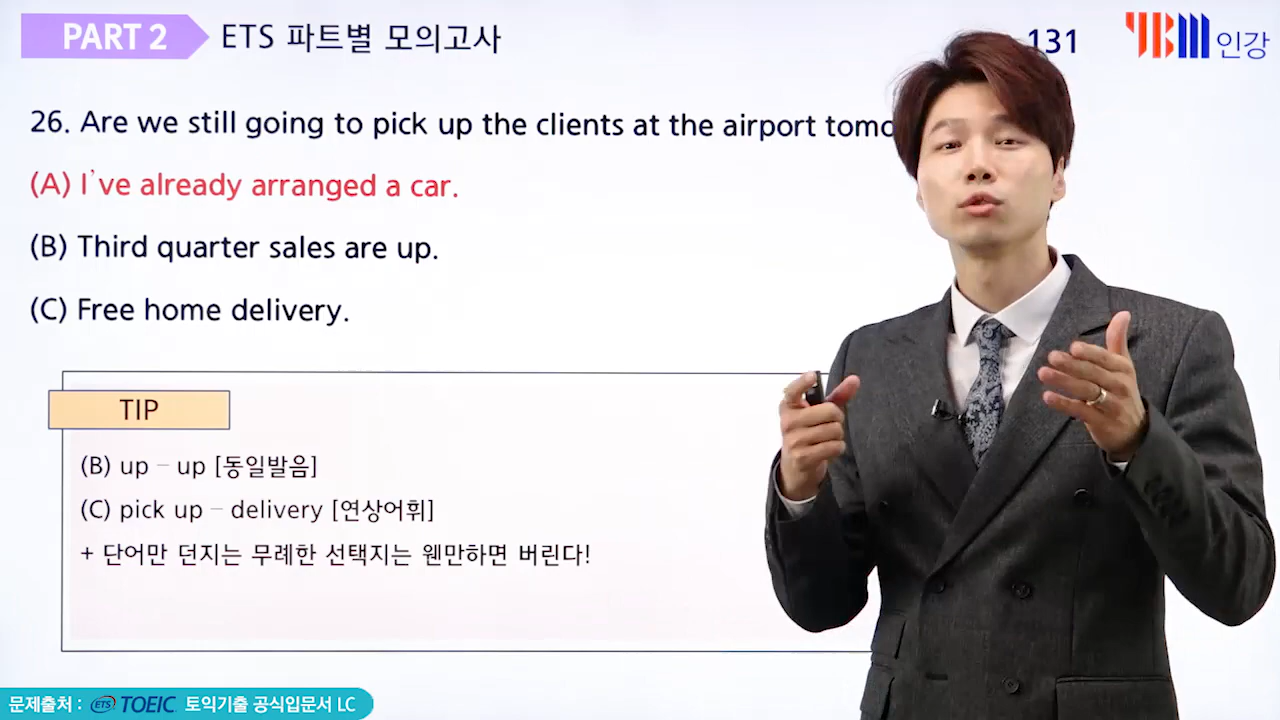 PART 2
ETS 파트별 모의고사
131
YBM 인강
26. Are we still going to pick up the clients at the airport
(A) I've already arranged a car.
(B) Third quarter sales are up.
(C) Free home delivery.
TIP
(B) up – up [동일발음]
(C) pick up – delivery [연상어휘]
+ 단어만 던지는 무례한 선택지는 웬만하면 버린다!
문제출처 : ETS TOEIC 토익기출 공식입문서 LC